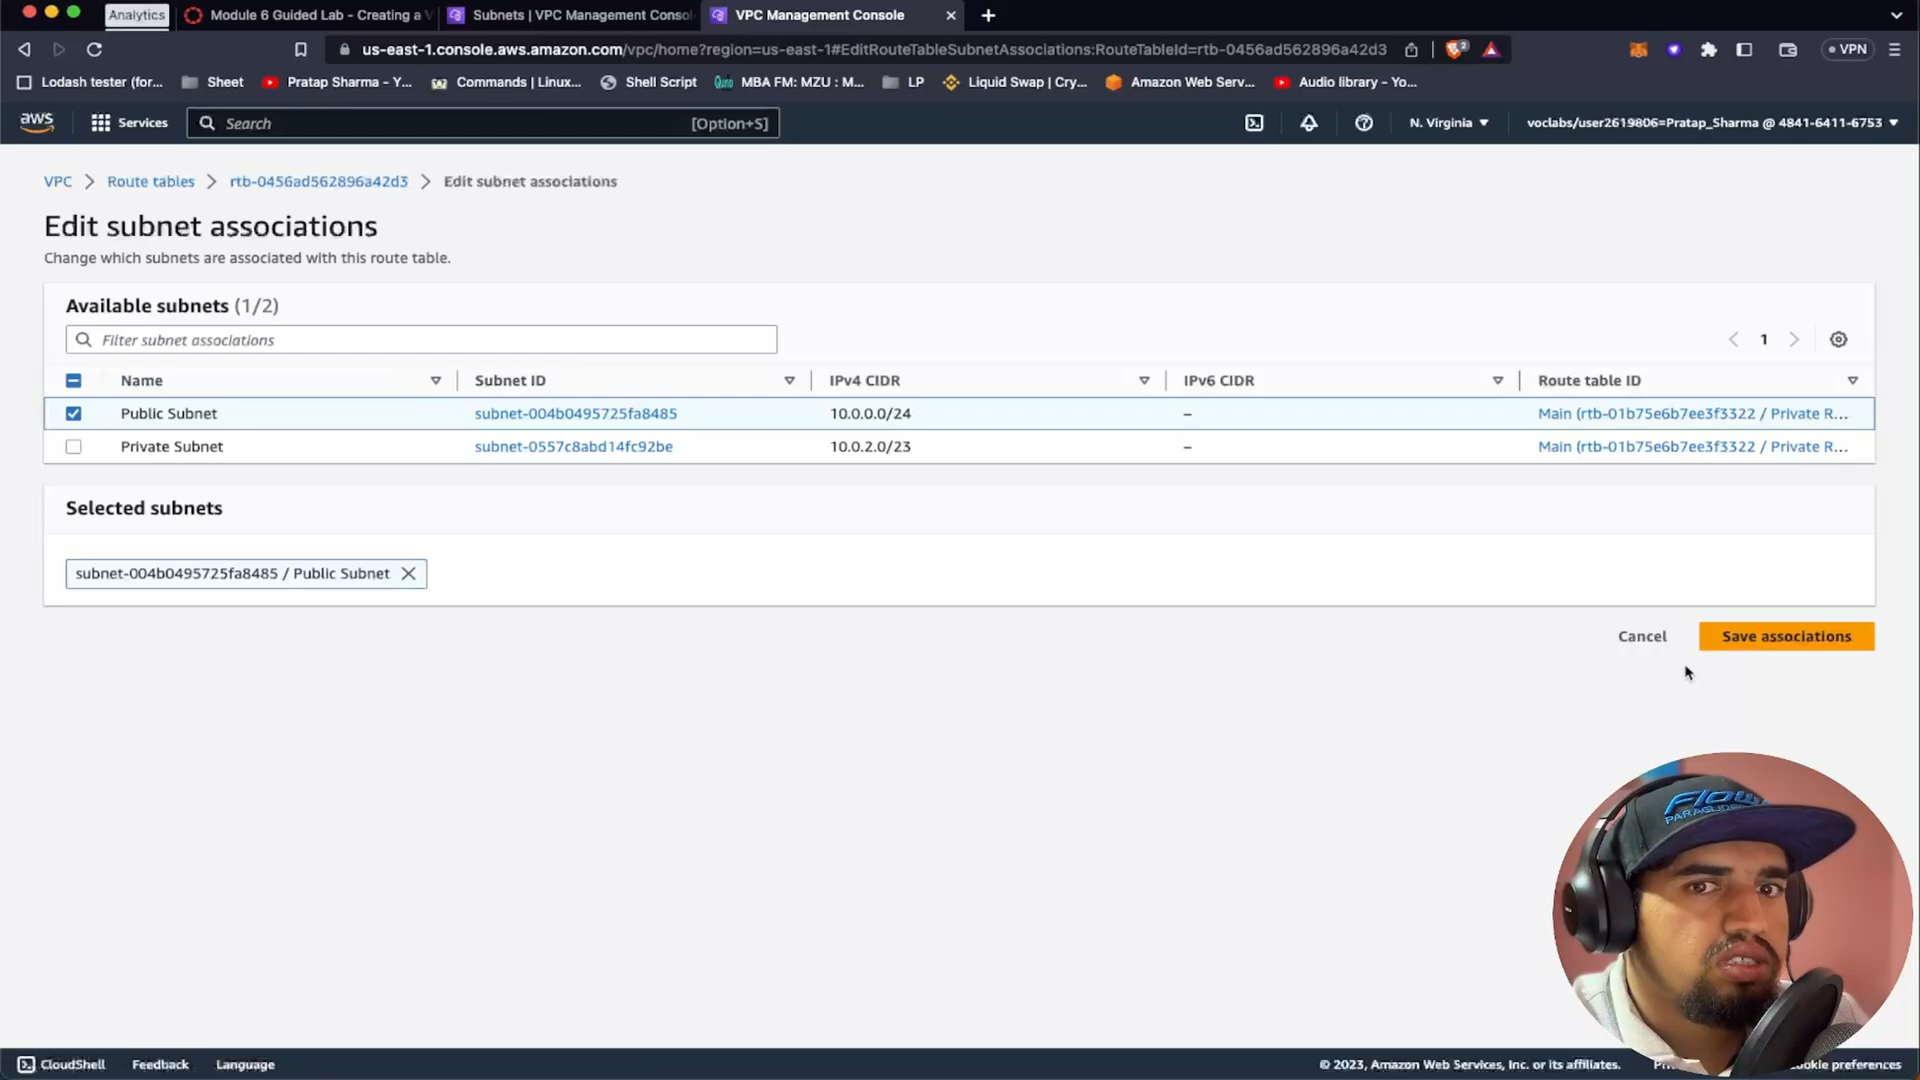 Analytics
Module 6 Guided Lab - Creating a V
Subnets | VPC Management Consol
VPC Management Console
us-east-1.console.aws.amazon.com/vpc/home?region=us-east-1#EditRouteTableSubnetAssociations:RouteTableId=rtb-0456ad562896a42d3
2
VPN
Lodash tester (for...
Sheet
Pratap Sharma - Y...
Commands | Linux...
Shell Script
MBA FM: MZU : M...
LP
Liquid Swap | Cry...
Amazon Web Serv...
Audio library - Yo...
aws
Services
Search
[Option+S]
N. Virginia
voclabs/user2619806=Pratap_Sharma @ 4841-6411-6753
VPC > Route tables > rtb-0456ad562896a42d3 > Edit subnet associations
Edit subnet associations
Change which subnets are associated with this route table.
Available subnets (1/2)
Filter subnet associations
1
Name Subnet ID IPv4 CIDR IPv6 CIDR Route table ID
Public Subnet subnet-004b0495725fa8485 10.0.0.0/24 – Main (rtb-01b75e6b7ee3f3322 / Private R...
Private Subnet subnet-0557c8abd14fc92be 10.0.2.0/23 – Main (rtb-01b75e6b7ee3f3322 / Private R...
Selected subnets
subnet-004b0495725fa8485 / Public Subnet
Cancel
Save associations
Flow
CloudShell
Feedback
Language
© 2023, Amazon Web Services, Inc. or its affiliates.
Cookie preferences